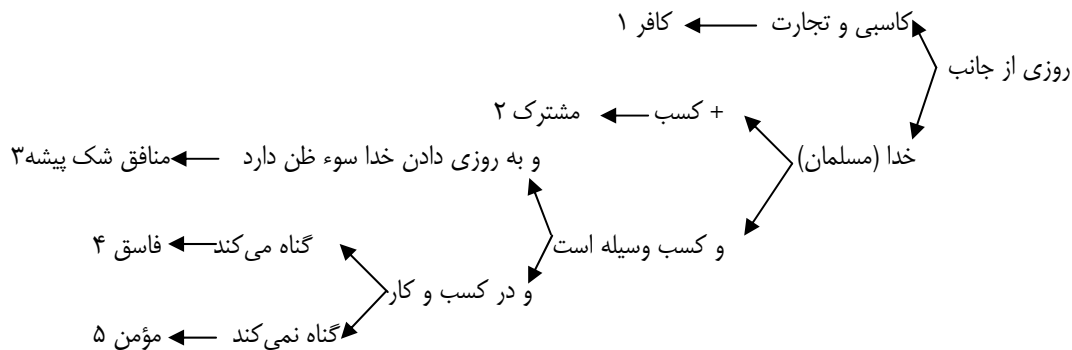 کاسبی و تجارت کافر ۱
روزی از جانب
+ کسب مشترک ۲
خدا (مسلمان)
و به روزی دادن خدا سوء ظن دارد منافق شک پیشه۳
و کسب وسیله است
گناه می‌کند فاسق ۴
و در کسب و کار
گناه نمی‌کند مؤمن ۵